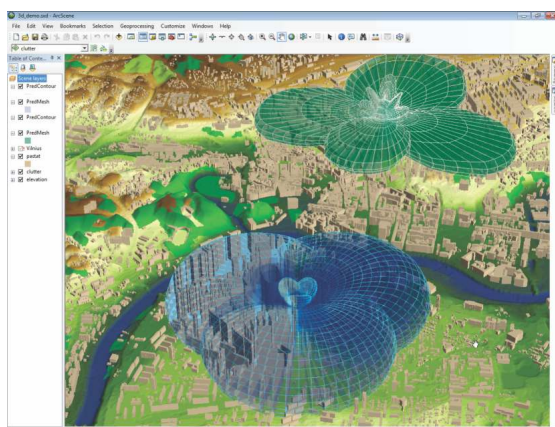 3d_demo.sxd - ArcScene
File Edit View Bookmarks Selection Geoprocessing Customize Windows Help
clutter
Table of Conte...
Scene layers
PredContour
PredMesh
PredContour
PredMesh
Vilnius
pastat
clutter
elevation